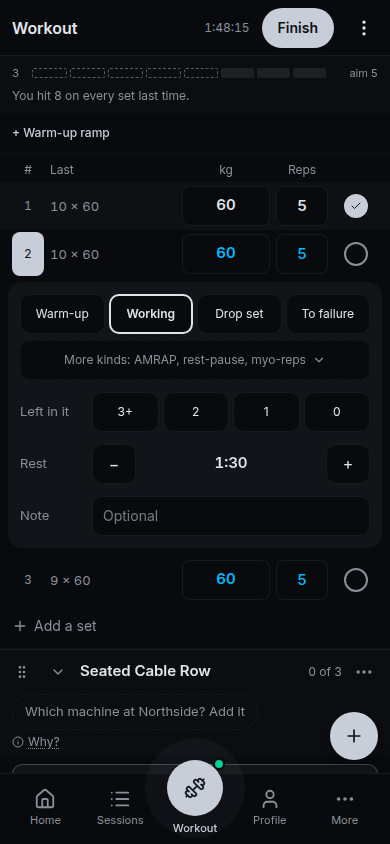 Workout 1:48:15 Finish
3 aim 5
You hit 8 on every set last time.
+ Warm-up ramp
# Last kg Reps
1 10 × 60 60 5
2 10 × 60 60 5
Warm-up Working Drop set To failure
More kinds: AMRAP, rest-pause, myo-reps
Left in it 3+ 2 1 0
Rest – 1:30 +
Note Optional
3 9 × 60 60 5
+ Add a set
Seated Cable Row 0 of 3
Which machine at Northside? Add it
Why?
Home Sessions Workout Profile More